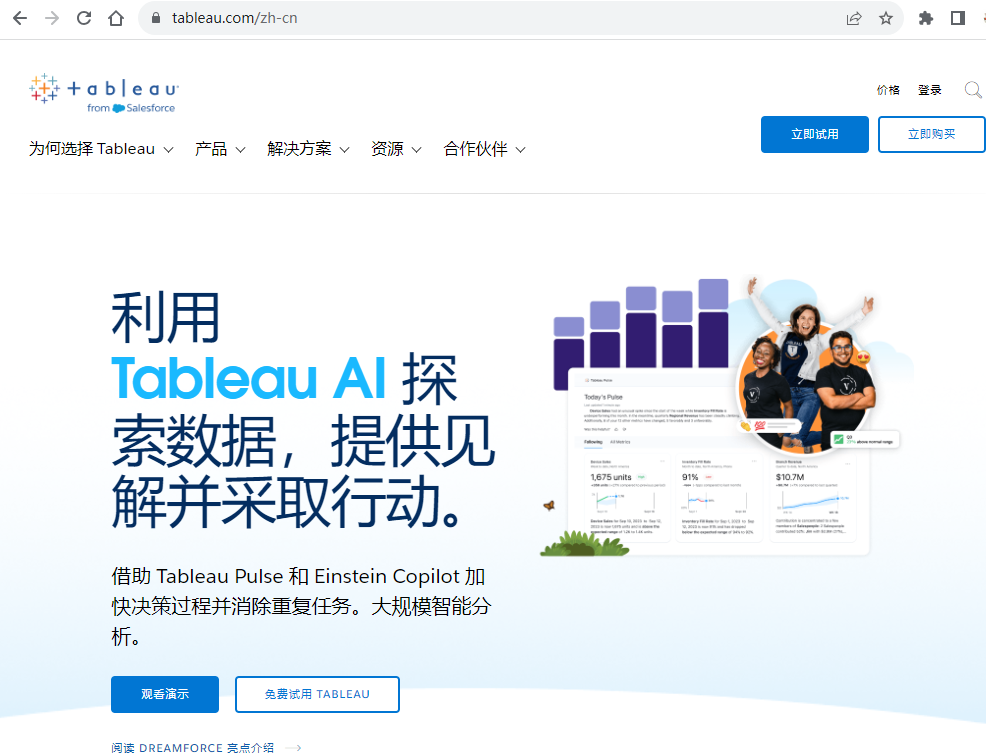 tableau.com/zh-cn
+ a b l e a u
from Salesforce
价格 登录
立即试用 立即购买
为何选择 Tableau 产品 解决方案 资源 合作伙伴
利用
Tableau AI 探
索数据，提供见
解并采取行动。
Tableau Pulse
Today's Pulse
Following All Metrics
1,675 units 91% $10.7M
借助 Tableau Pulse 和 Einstein Copilot 加
快决策过程并消除重复任务。大规模智能分
析。
观看演示 免费试用 TABLEAU
阅读 DREAMFORCE 亮点介绍